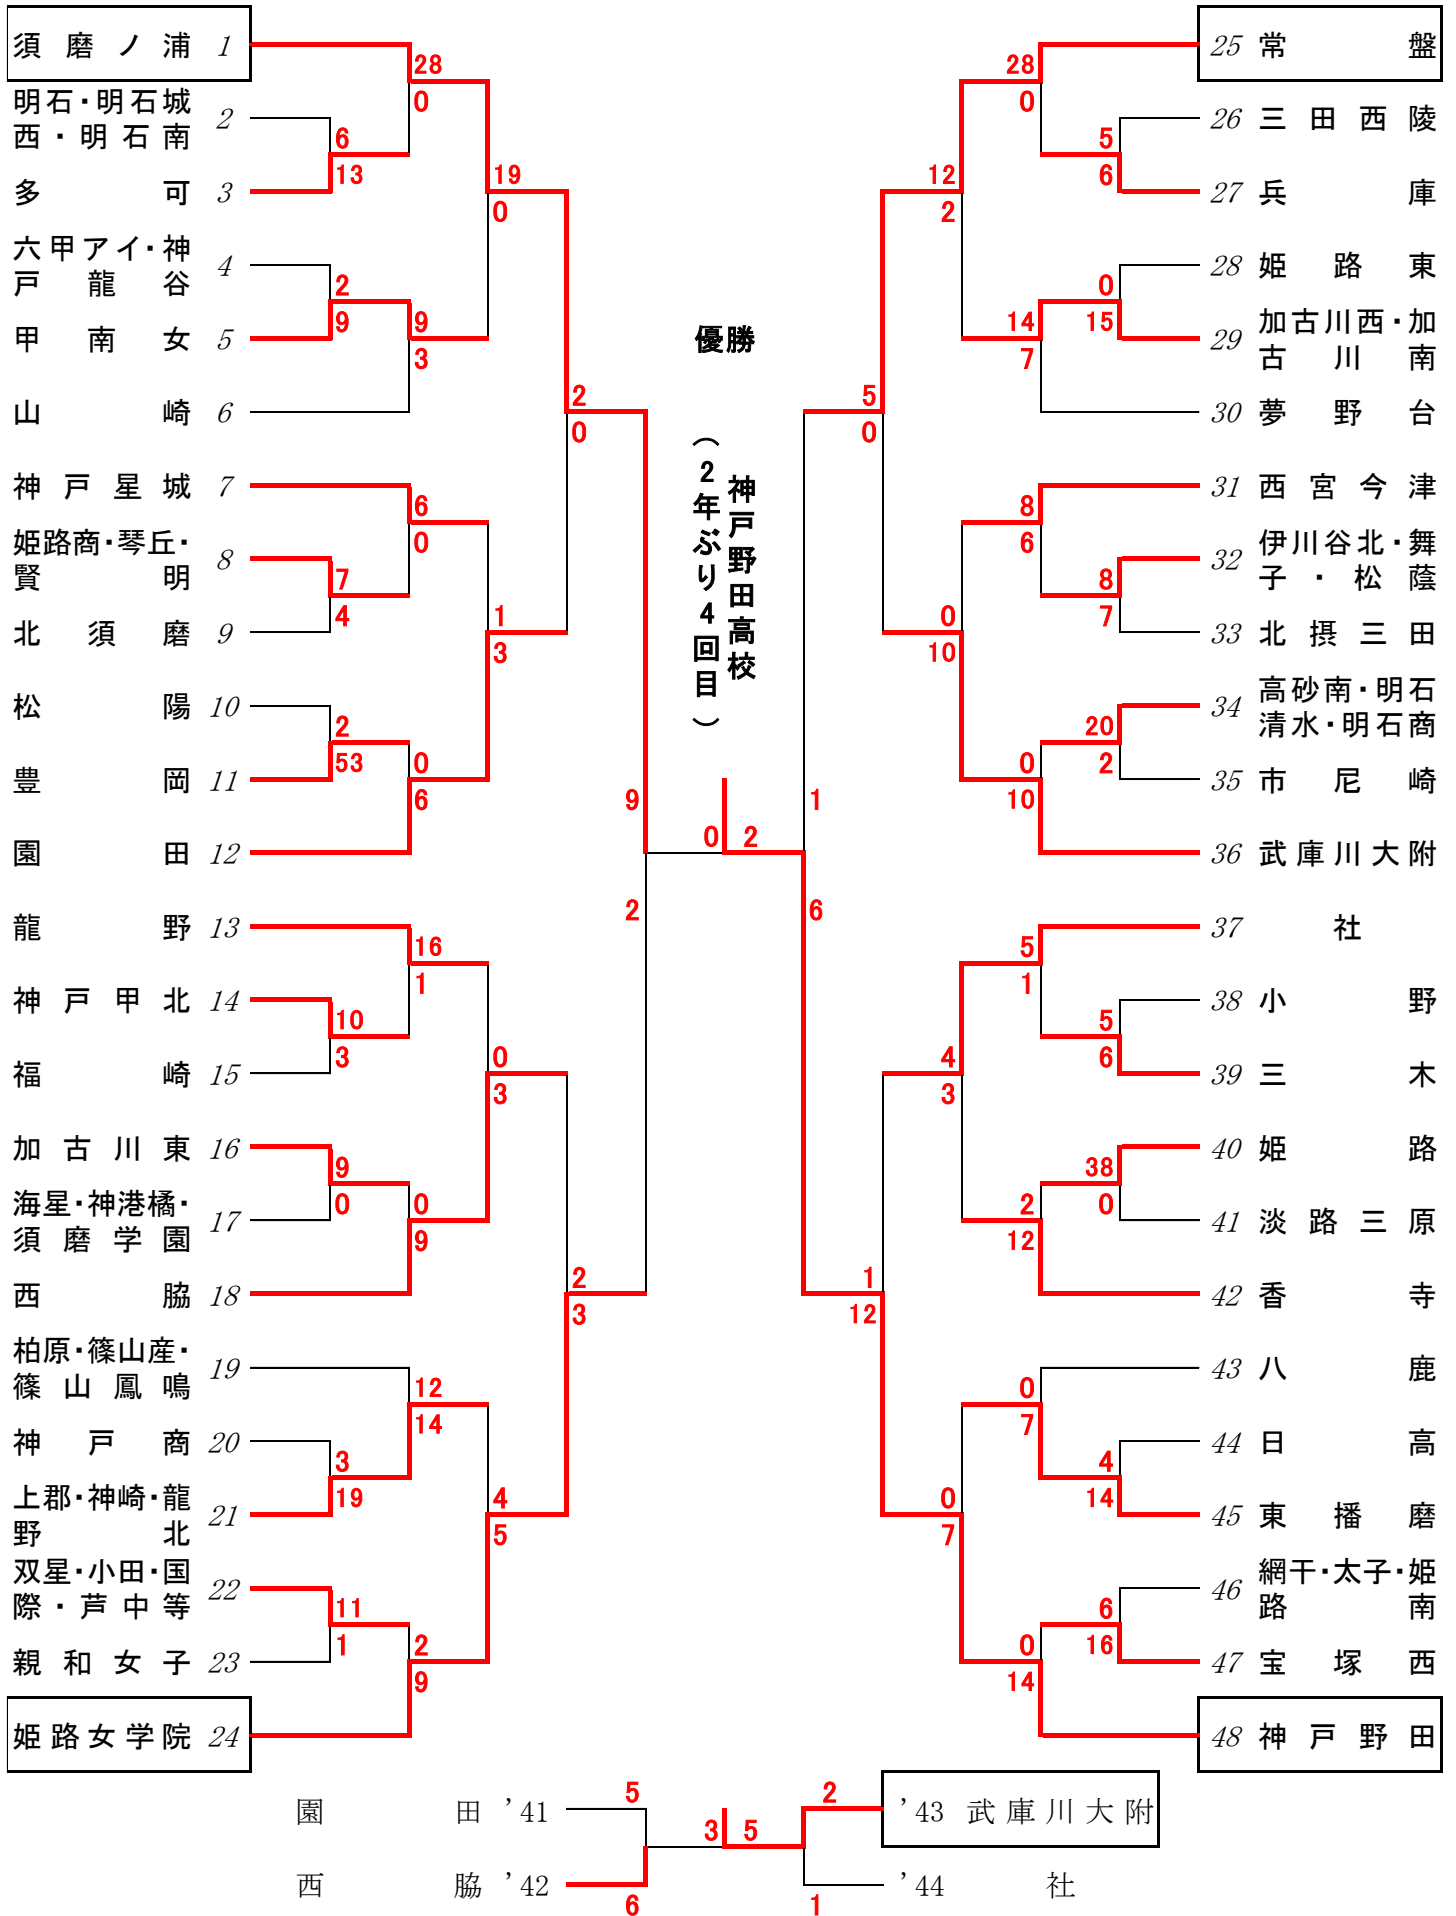 須磨ノ浦 1
28
0
明石・明石城
西・明石南 2
6
13
多可 3
19
0
六甲アイ・神
戸龍谷 4
2
9
甲南女 5
9
3
山崎 6
2
0
神戸星城 7
6
0
姫路商・琴丘・
賢明 8
7
4
北須磨 9
1
3
松陽 10
2
53
豊岡 11
0
6
園田 12
9
2
龍野 13
16
1
神戸甲北 14
10
3
福崎 15
0
3
加古川東 16
9
0
海星・神港橘・
須磨学園 17
0
9
西脇 18
2
3
柏原・篠山産・
篠山鳳鳴 19
12
14
神戸商 20
3
19
上郡・神崎・龍
野北 21
4
5
双星・小田・国
際・芦中等 22
11
1
親和女子 23
2
9
姫路女学院 24
優勝
神戸野田高校
（2年ぶり4回目）
0 2
25 常盤
28
0
26 三田西陵
5
6
27 兵庫
12
2
28 姫路東
0
15
29 加古川西・加
古川南
14
7
30 夢野台
5
0
31 西宮今津
8
6
32 伊川谷北・舞
子・松蔭
8
7
33 北摂三田
0
10
34 高砂南・明石
清水・明石商
20
2
35 市尼崎
0
10
36 武庫川大附
1
6
37 社
5
1
38 小野
5
6
39 三木
4
3
40 姫路
38
0
41 淡路三原
2
12
42 香寺
1
12
43 八鹿
0
7
44 日高
4
14
45 東播磨
0
7
46 網干・太子・姫
路南
6
16
47 宝塚西
0
14
48 神戸野田
園田 ’41
5
西脇 ’42
6
3 5
2
’43 武庫川大附
1
’44 社